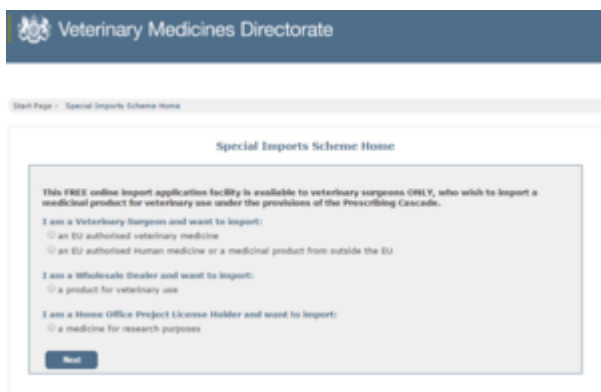 Veterinary Medicines Directorate
Start Page - Special Imports Scheme Home
Special Imports Scheme Home
This FREE online import application facility is available to veterinary surgeons ONLY, who wish to import a
medicinal product for veterinary use under the provisions of the Prescribing Cascade.
I am a Veterinary Surgeon and want to import:
an EU authorised veterinary medicine
an EU authorised Human medicine or a medicinal product from outside the EU
I am a Wholesale Dealer and want to import:
a product for veterinary use
I am a Home Office Project License Holder and want to import:
a medicine for research purposes
Next